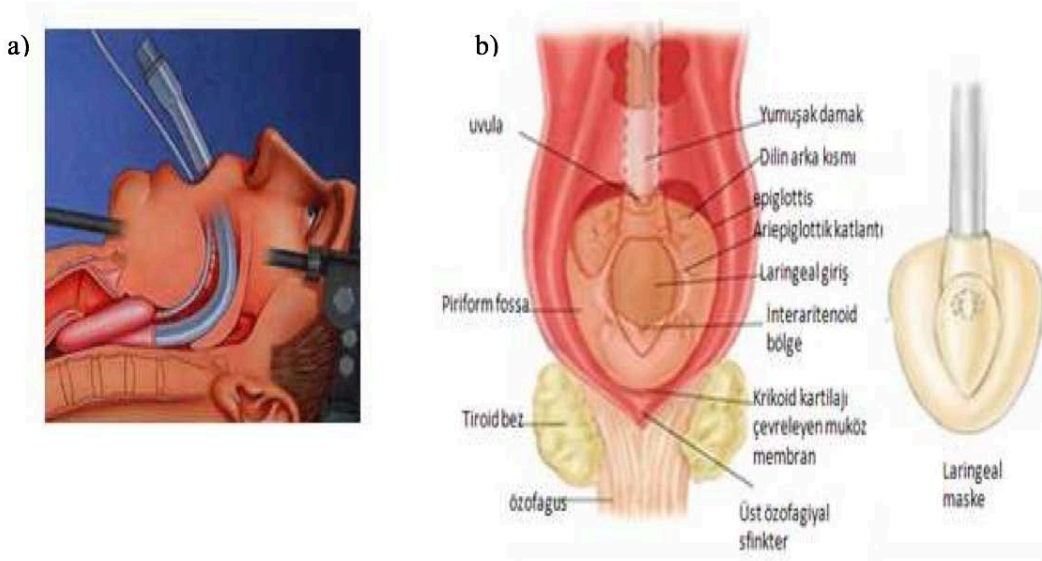 a)
b)
uvula
Yumuşak damak
Dilin arka kısmı
epiglottis
Ariepiglottik katlantı
Laringeal giriş
Piriform fossa
Interaritenoid
bölge
Tiroid bez
Krikoid kartilajı
çevreleyen muköz
membran
özofagus
Üst özofagiyal
sfinkter
Laringeal
maske